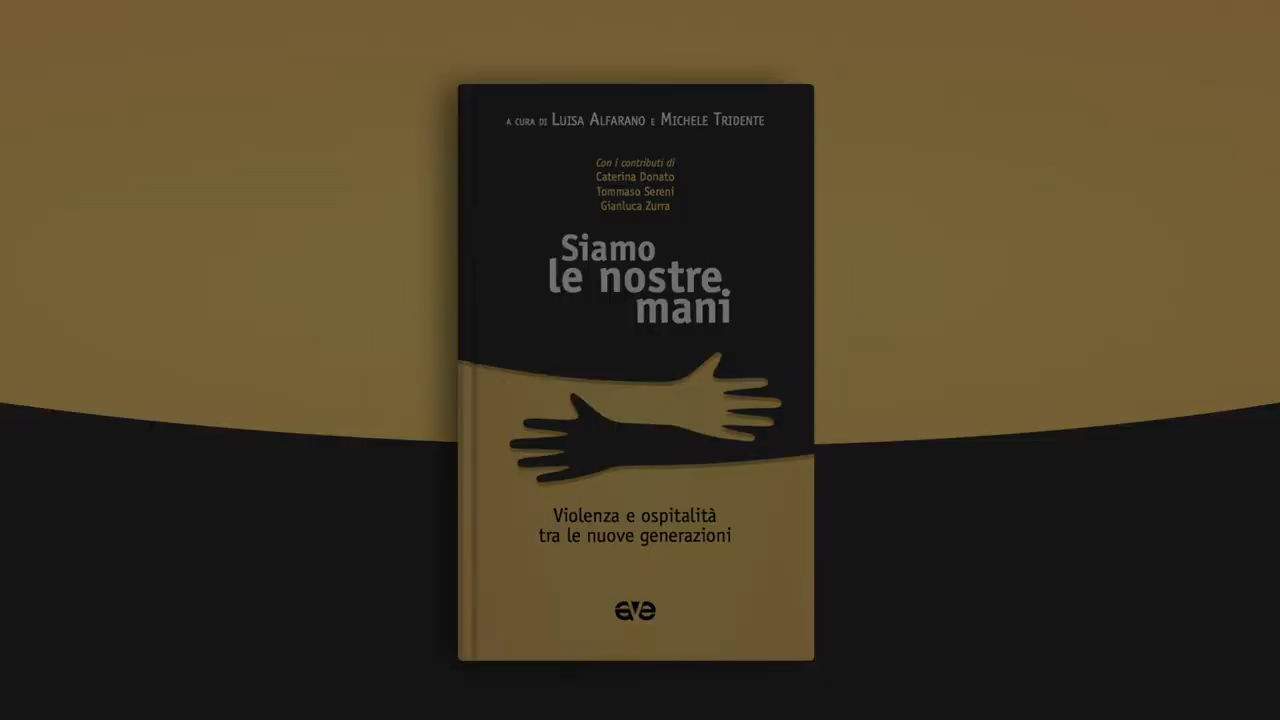 A CURA DI LUISA ALFARANO E MICHELE TRIDENTE
Con i contributi di
Caterina Donato
Tommaso Sereni
Gianluca Zurra
Siamo
le nostre
mani
Violenza e ospitalità
tra le nuove generazioni
ave